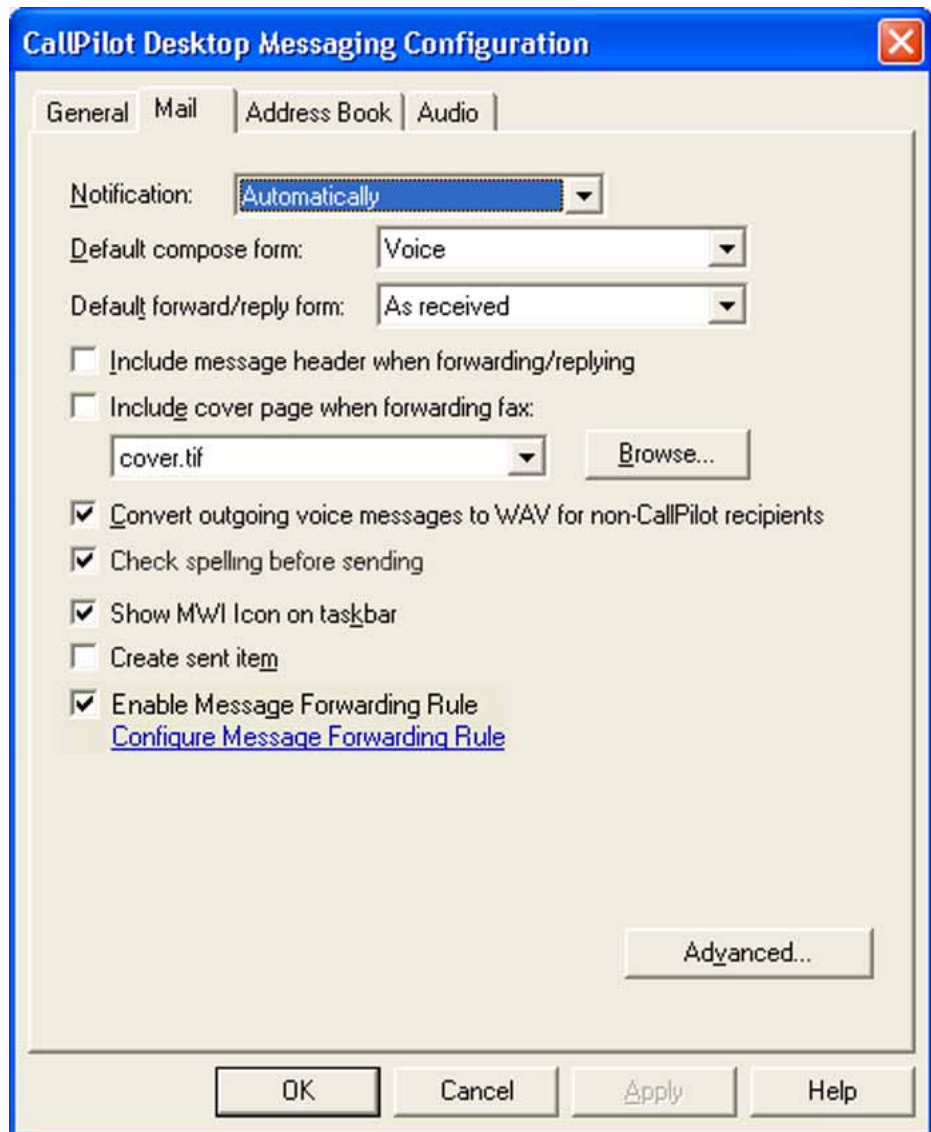 CallPilot Desktop Messaging Configuration
General Mail Address Book Audio
Notification: Automatically
Default compose form: Voice
Default forward/reply form: As received
Include message header when forwarding/replying
Include cover page when forwarding fax:
cover.tif Browse...
Convert outgoing voice messages to WAV for non-CallPilot recipients
Check spelling before sending
Show MWI Icon on taskbar
Create sent item
Enable Message Forwarding Rule
Configure Message Forwarding Rule
Advanced...
OK Cancel Apply Help